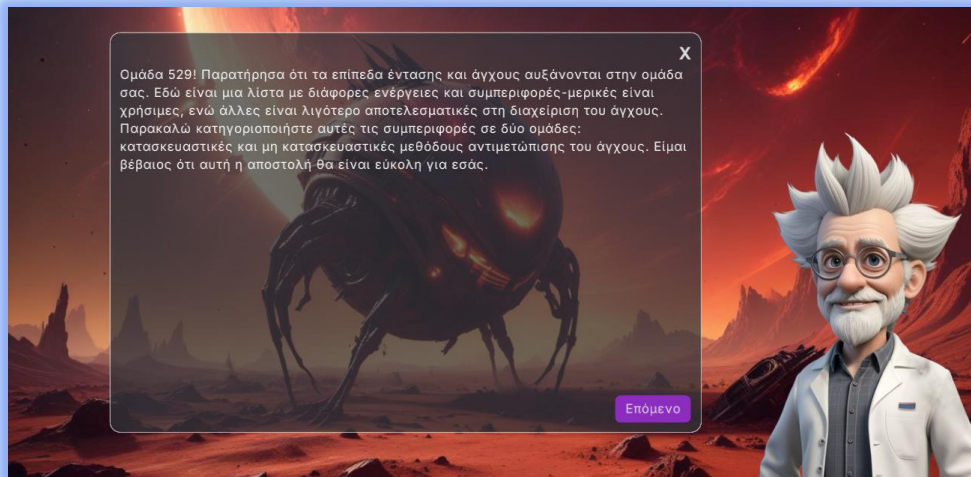 X
Ομάδα 529! Παρατήρησα ότι τα επίπεδα έντασης και άγχους αυξάνονται στην ομάδα
σας. Εδώ είναι μια λίστα με διάφορες ενέργειες και συμπεριφορές-μερικές είναι
χρήσιμες, ενώ άλλες είναι λιγότερο αποτελεσματικές στη διαχείριση του άγχους.
Παρακαλώ κατηγοριοποιήστε αυτές τις συμπεριφορές σε δύο ομάδες:
κατασκευαστικές και μη κατασκευαστικές μεθόδους αντιμετώπισης του άγχους. Είμαι
βέβαιος ότι αυτή η αποστολή θα είναι εύκολη για εσάς.
Επόμενο